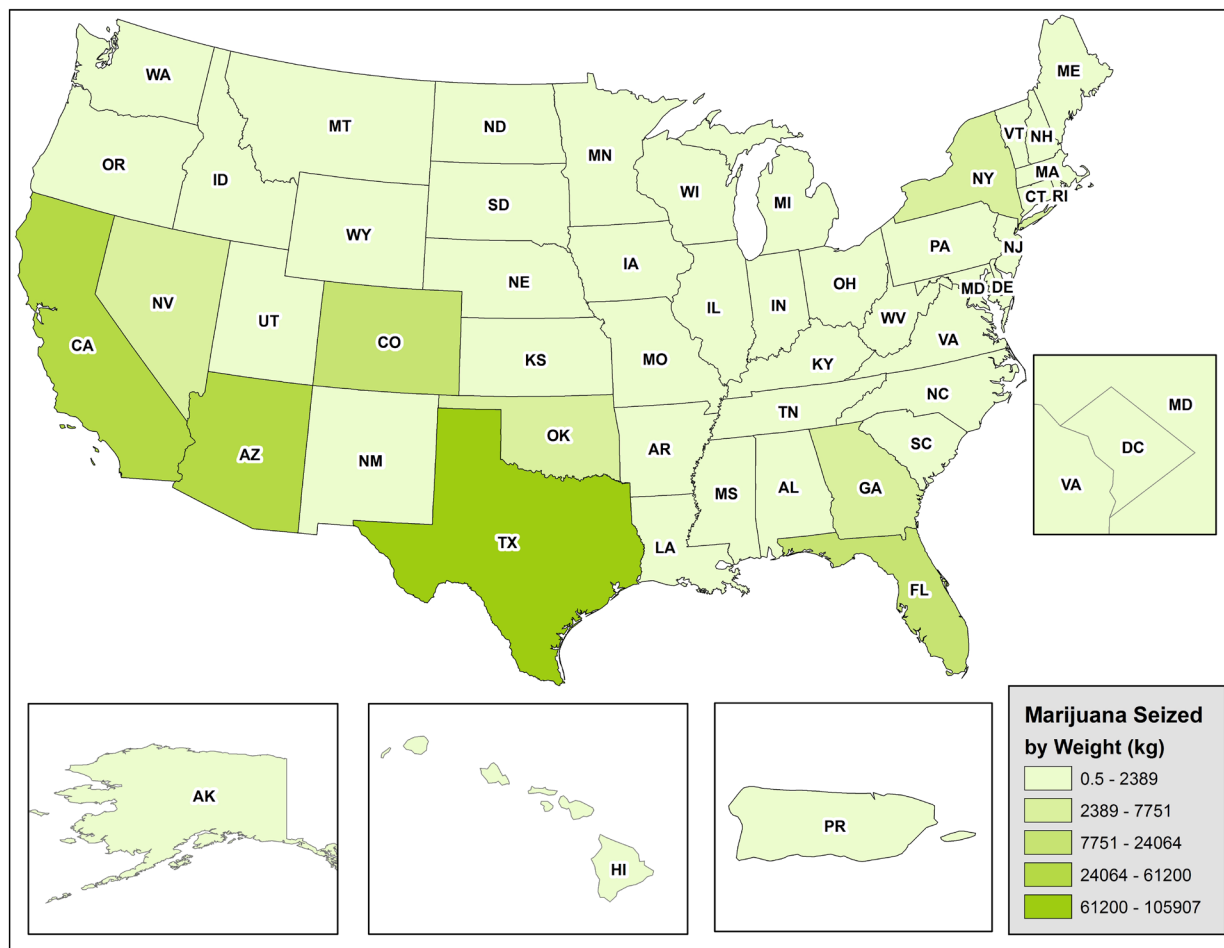 WA
MT
ND
MN
ME
OR
ID
SD
WI
MI
NY
VT
NH
MA
CT
RI
WY
IA
PA
NJ
NE
NV
UT
CO
IL
IN
OH
MD
DE
WV
VA
CA
KS
MO
KY
NC
TN
AZ
NM
OK
AR
SC
MS
AL
GA
TX
LA
FL
MD
DC
VA
AK
HI
PR
Marijuana Seized
by Weight (kg)
0.5 - 2389
2389 - 7751
7751 - 24064
24064 - 61200
61200 - 105907